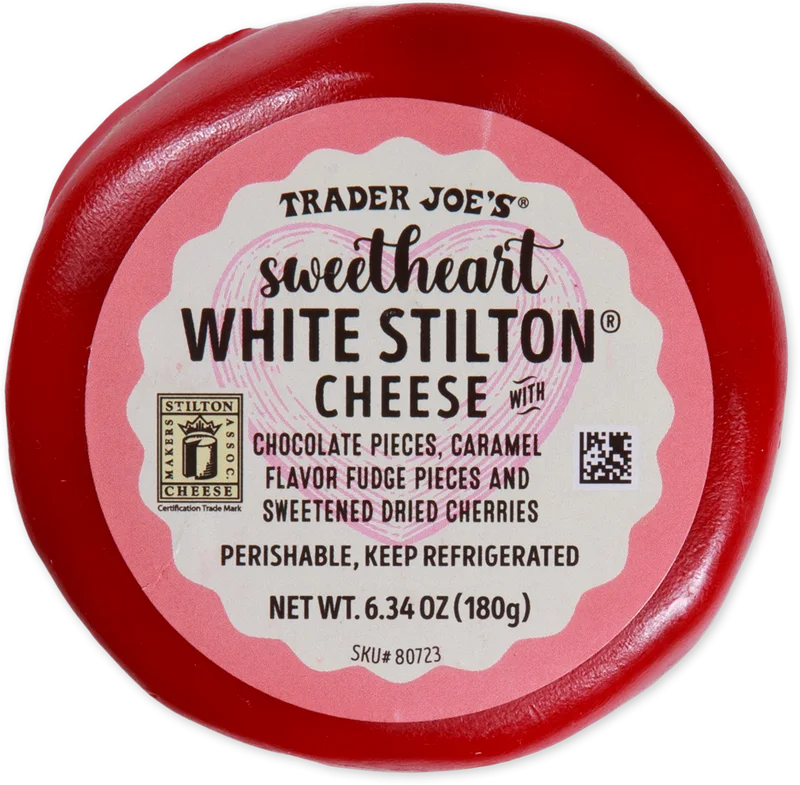 TRADER JOE'S®
sweetheart
WHITE STILTON®
CHEESE WITH
STILTON
MAKERS
ASSOC.
CHEESE
Certification Trade Mark
CHOCOLATE PIECES, CARAMEL
FLAVOR FUDGE PIECES AND
SWEETENED DRIED CHERRIES
PERISHABLE, KEEP REFRIGERATED
NET WT. 6.34 OZ (180g)
SKU# 80723